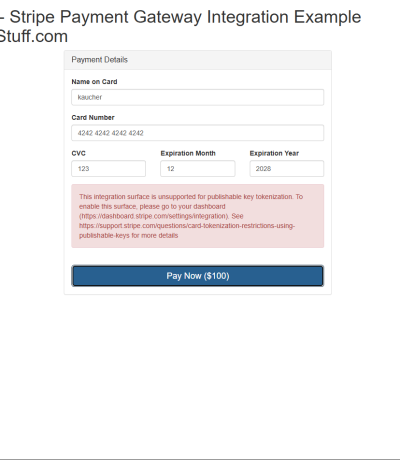 - Stripe Payment Gateway Integration Example
Stuff.com
Payment Details
Name on Card
kaucher
Card Number
4242 4242 4242 4242
CVC Expiration Month Expiration Year
123 12 2028
This integration surface is unsupported for publishable key tokenization. To
enable this surface, please go to your dashboard
(https://dashboard.stripe.com/settings/integration). See
https://support.stripe.com/questions/card-tokenization-restrictions-using-
publishable-keys for more details
Pay Now ($100)